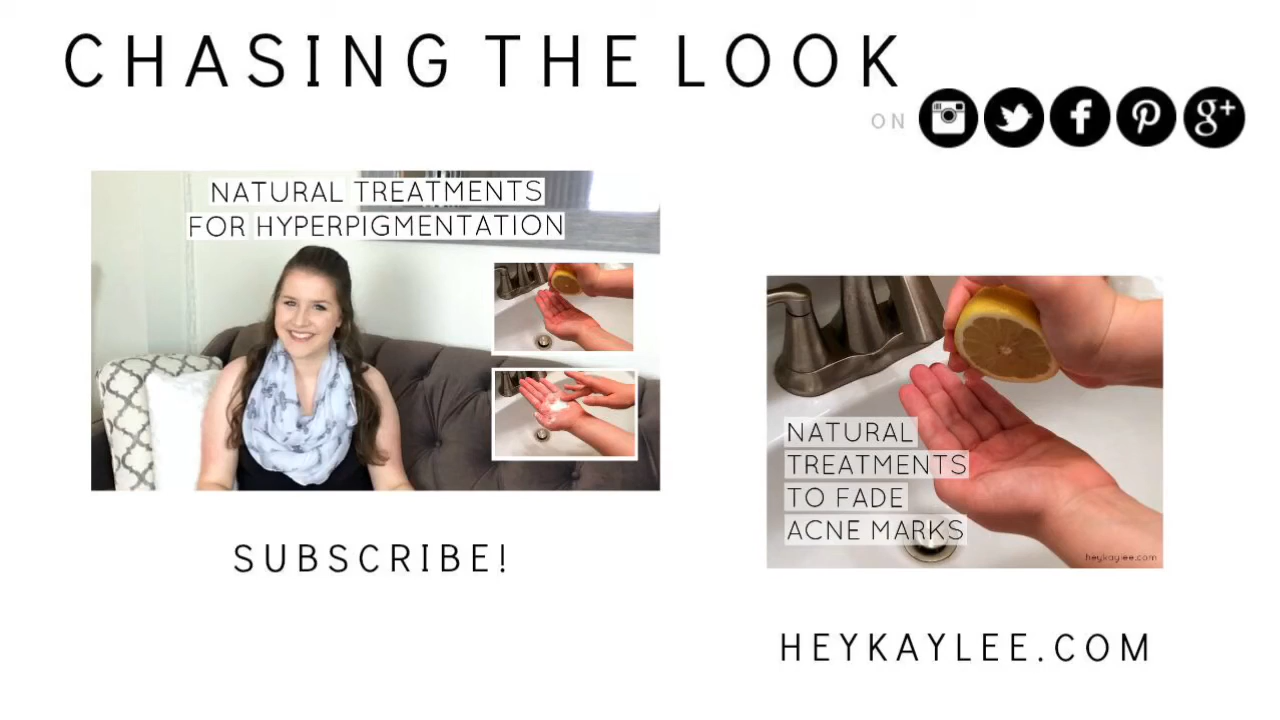 CHASING THE LOOK
ON
NATURAL TREATMENTS
FOR HYPERPIGMENTATION
NATURAL
TREATMENTS
TO FADE
ACNE MARKS
heykaylee.com
SUBSCRIBE!
HEYKAYLEE.COM